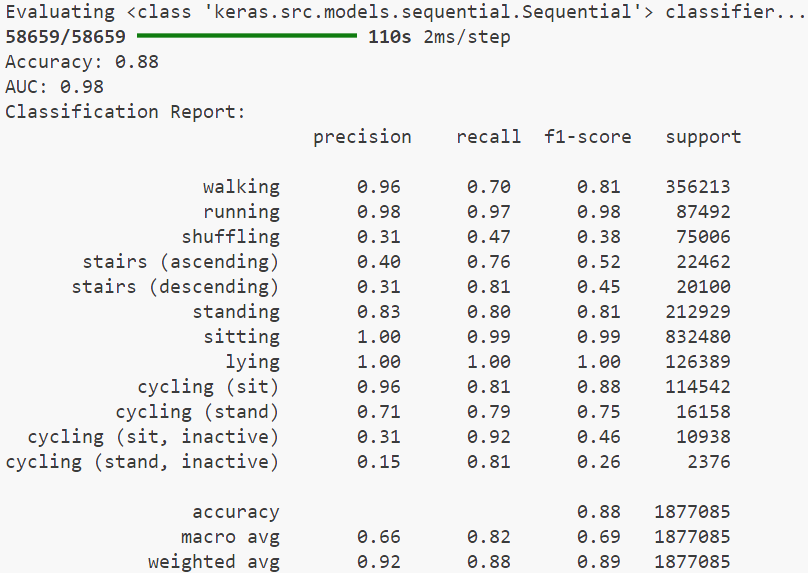 Evaluating <class 'keras.src.models.sequential.Sequential'> classifier...
58659/58659 110s 2ms/step
Accuracy: 0.88
AUC: 0.98
Classification Report:
precision recall f1-score support
walking 0.96 0.70 0.81 356213
running 0.98 0.97 0.98 87492
shuffling 0.31 0.47 0.38 75006
stairs (ascending) 0.40 0.76 0.52 22462
stairs (descending) 0.31 0.81 0.45 20100
standing 0.83 0.80 0.81 212929
sitting 1.00 0.99 0.99 832480
lying 1.00 1.00 1.00 126389
cycling (sit) 0.96 0.81 0.88 114542
cycling (stand) 0.71 0.79 0.75 16158
cycling (sit, inactive) 0.31 0.92 0.46 10938
cycling (stand, inactive) 0.15 0.81 0.26 2376
accuracy 0.88 1877085
macro avg 0.66 0.82 0.69 1877085
weighted avg 0.92 0.88 0.89 1877085